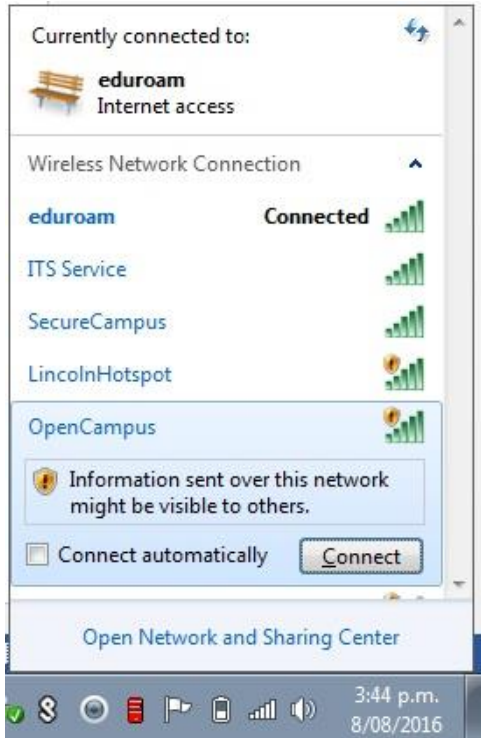 Currently connected to:
eduroam
Internet access
Wireless Network Connection
eduroam Connected
ITS Service
SecureCampus
LincolnHotspot
OpenCampus
Information sent over this network
might be visible to others.
Connect automatically Connect
Open Network and Sharing Center
3:44 p.m.
8/08/2016